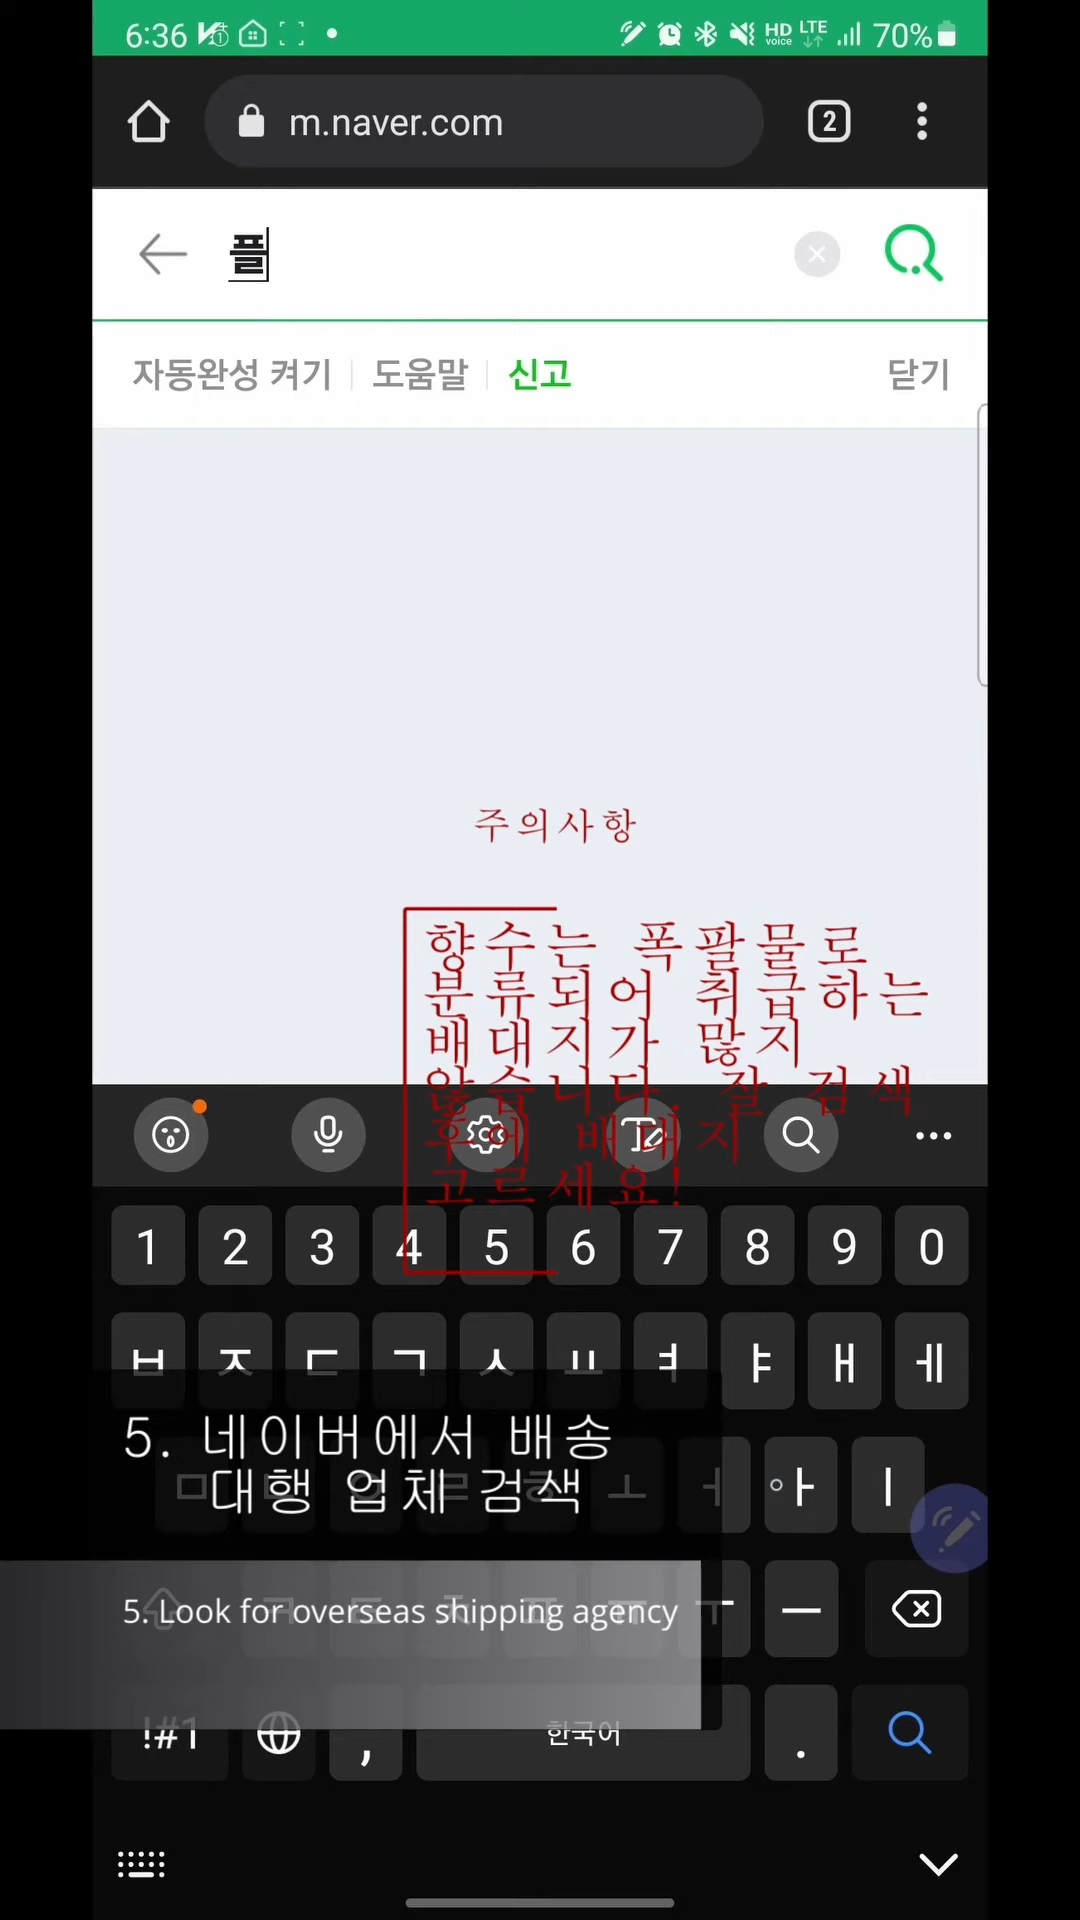 6:36
HD voice
LTE
70%
m.naver.com
2
플
자동완성 켜기
도움말
신고
닫기
주의사항
향수는 폭팔물로
분류되어 취급하는
배대지가 많지
않습니다. 잘 검색
후에 배대지
고르세요!
1 2 3 4 5 6 7 8 9 0
ㅂ ㅈ ㄷ ㄱ ㅅ ㅛ ㅕ ㅑ ㅐ ㅔ
5. 네이버에서 배송
대행 업체 검색
ㅁ ㄹ ㅎ ㅗ ㅓ ㅏ ㅣ
5. Look for overseas shipping agency
ㅋ ㅌ ㅊ ㅍ ㅠ ㅜ ㅡ
!#1 , 한국어 .